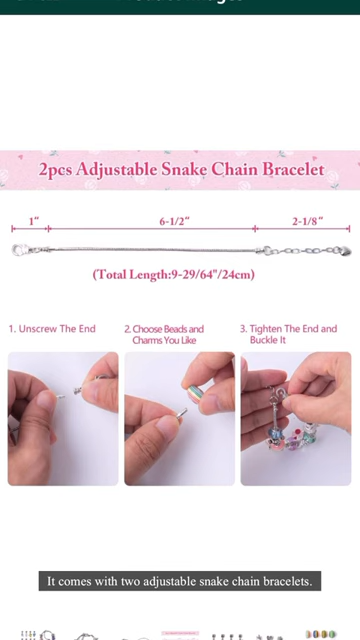 2pcs Adjustable Snake Chain Bracelet
1" 6-1/2" 2-1/8"
(Total Length:9-29/64"/24cm)
1. Unscrew The End
2. Choose Beads and
Charms You Like
3. Tighten The End and
Buckle It
It comes with two adjustable snake chain bracelets.